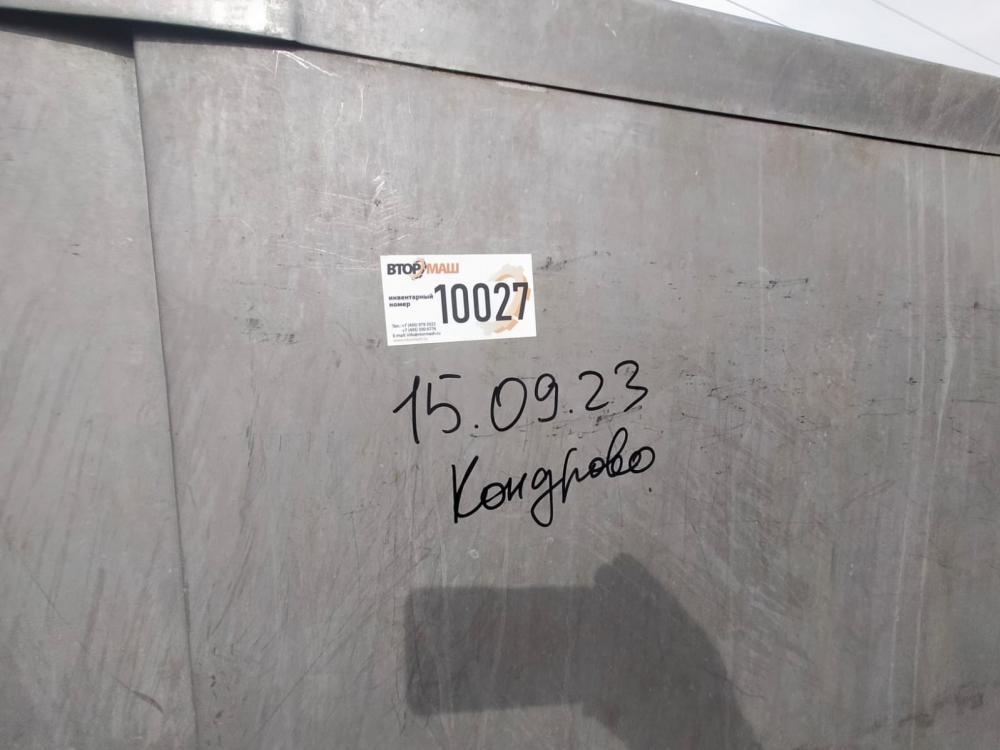 ВТОРМАШ
инвентарный
номер
10027
15.09.23
Кондрово